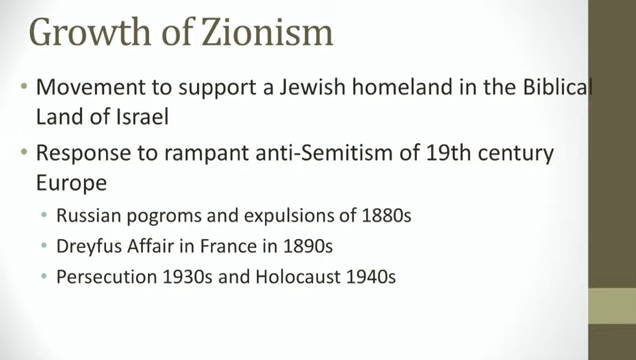 Growth of Zionism
• Movement to support a Jewish homeland in the Biblical
Land of Israel
• Response to rampant anti-Semitism of 19th century
Europe
• Russian pogroms and expulsions of 1880s
• Dreyfus Affair in France in 1890s
• Persecution 1930s and Holocaust 1940s